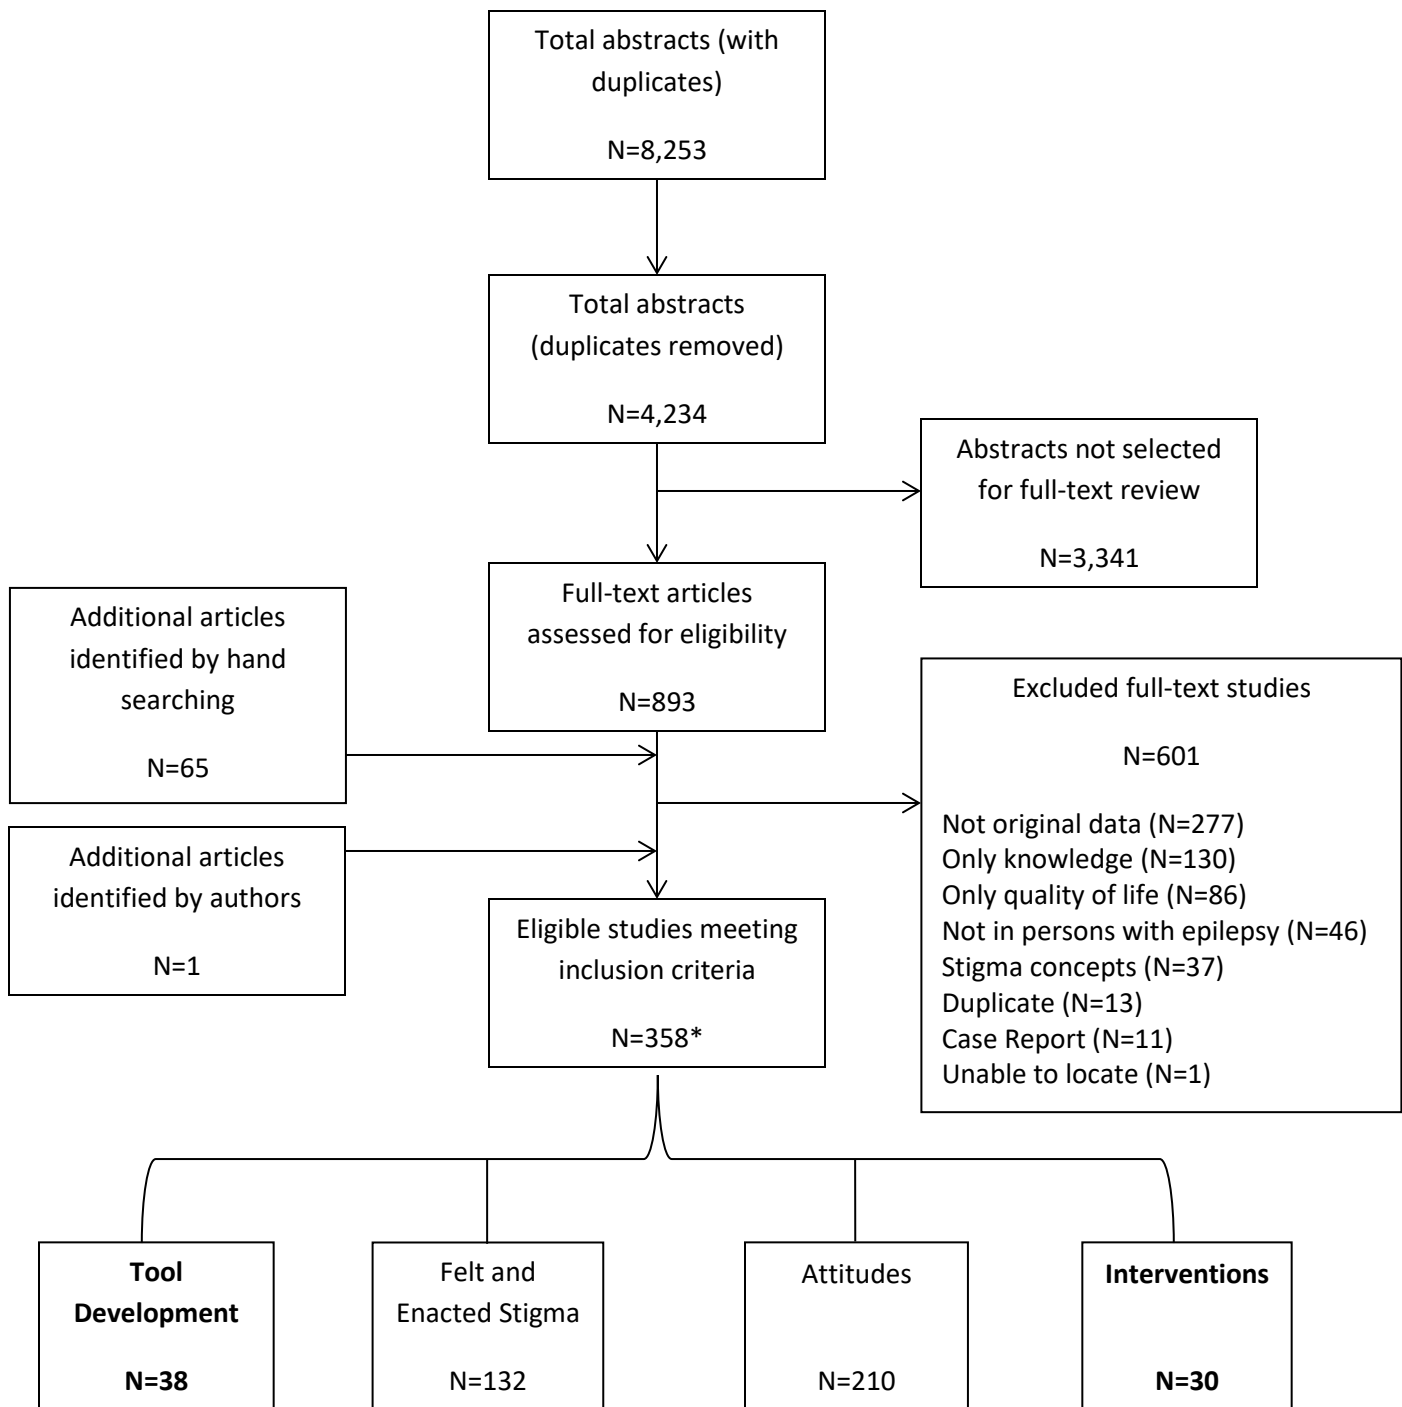 Total abstracts (with
duplicates)
N=8,253
Total abstracts
(duplicates removed)
N=4,234
Abstracts not selected
for full-text review
N=3,341
Full-text articles
assessed for eligibility
N=893
Additional articles
identified by hand
searching
N=65
Excluded full-text studies
N=601
Not original data (N=277)
Only knowledge (N=130)
Only quality of life (N=86)
Not in persons with epilepsy (N=46)
Stigma concepts (N=37)
Duplicate (N=13)
Case Report (N=11)
Unable to locate (N=1)
Additional articles
identified by authors
N=1
Eligible studies meeting
inclusion criteria
N=358*
Tool
Development
N=38
Felt and
Enacted Stigma
N=132
Attitudes
N=210
Interventions
N=30